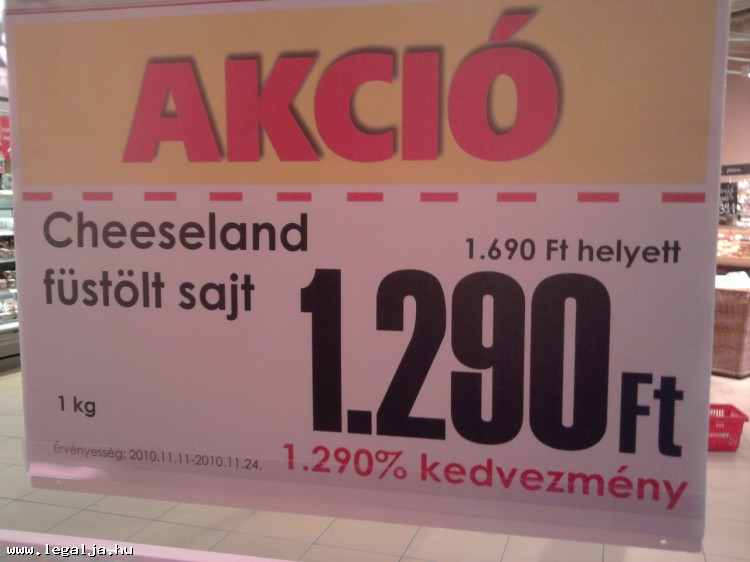 AKCIÓ
Cheeseland
füstölt sajt
1.690 Ft helyett
1.290 Ft
1 kg
Érvényesség: 2010.11.11-2010.11.24.
1.290% kedvezmény
www.legalja.hu